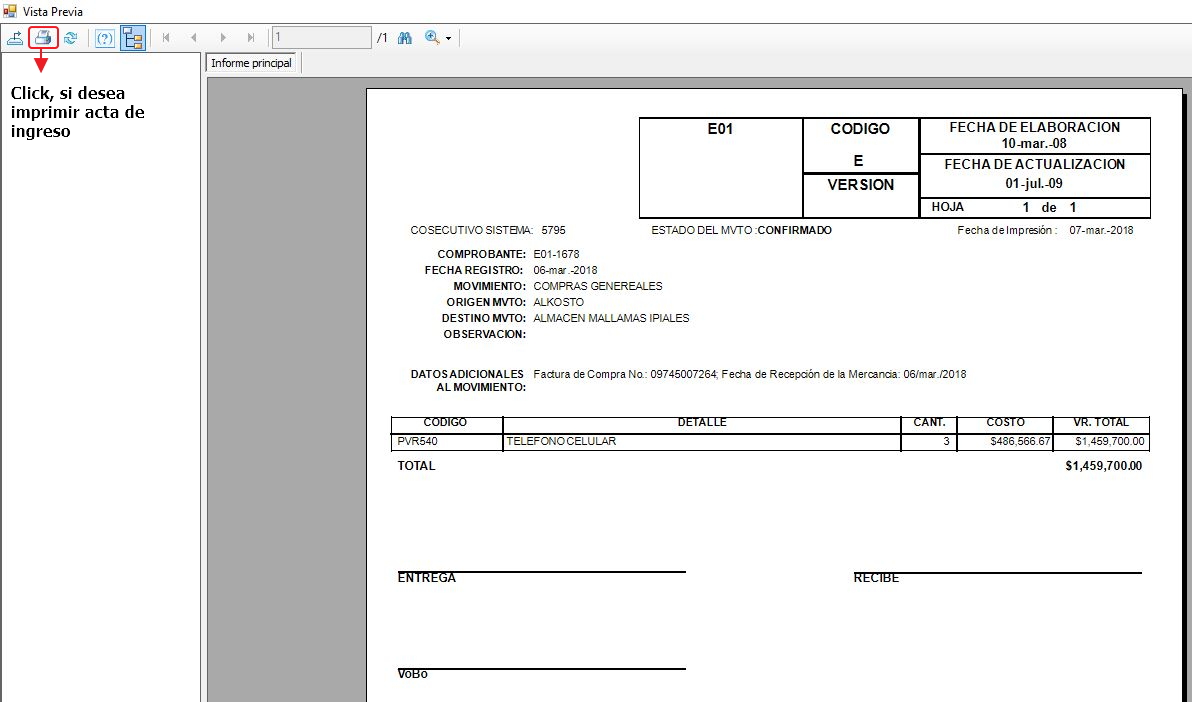 Vista Previa
1 /1
Informe principal
Click, si desea
imprimir acta de
ingreso
E01
CODIGO
E
VERSION
FECHA DE ELABORACION
10-mar.-08
FECHA DE ACTUALIZACION
01-jul.-09
HOJA 1 de 1
COSECUTIVO SISTEMA: 5795 ESTADO DEL MVTO :CONFIRMADO Fecha de Impresión : 07-mar.-2018
COMPROBANTE: E01-1678
FECHA REGISTRO: 06-mar.-2018
MOVIMIENTO: COMPRAS GENEREALES
ORIGEN MVTO: ALKOSTO
DESTINO MVTO: ALMACEN MALLAMAS IPIALES
OBSERVACION:
DATOS ADICIONALES Factura de Compra No.: 09745007264; Fecha de Recepción de la Mercancia: 06/mar./2018
AL MOVIMIENTO:
CODIGO DETALLE CANT. COSTO VR. TOTAL
PVR540 TELEFONO CELULAR 3 $486,566.67 $1,459,700.00
TOTAL $1,459,700.00
ENTREGA RECIBE
VoBo